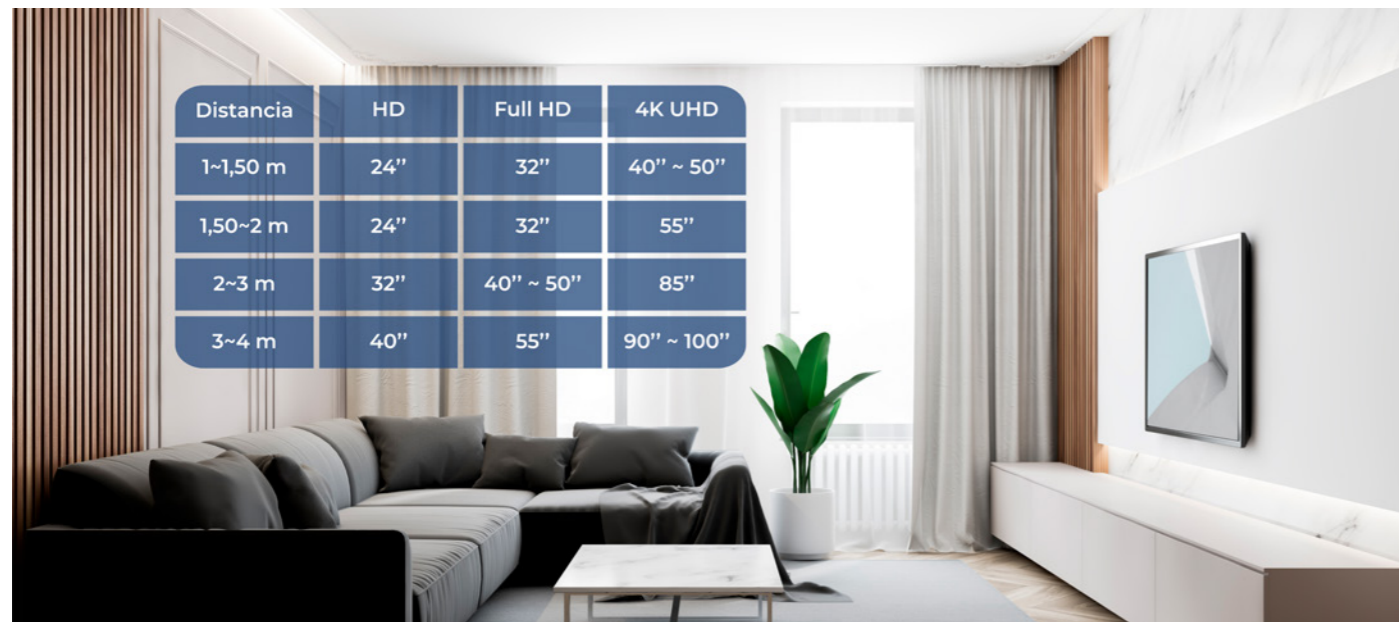 Distancia HD Full HD 4K UHD
1~1,50 m 24’’ 32’’ 40’’ ~ 50’’
1,50~2 m 24’’ 32’’ 55’’
2~3 m 32’’ 40’’ ~ 50’’ 85’’
3~4 m 40’’ 55’’ 90’’ ~ 100’’